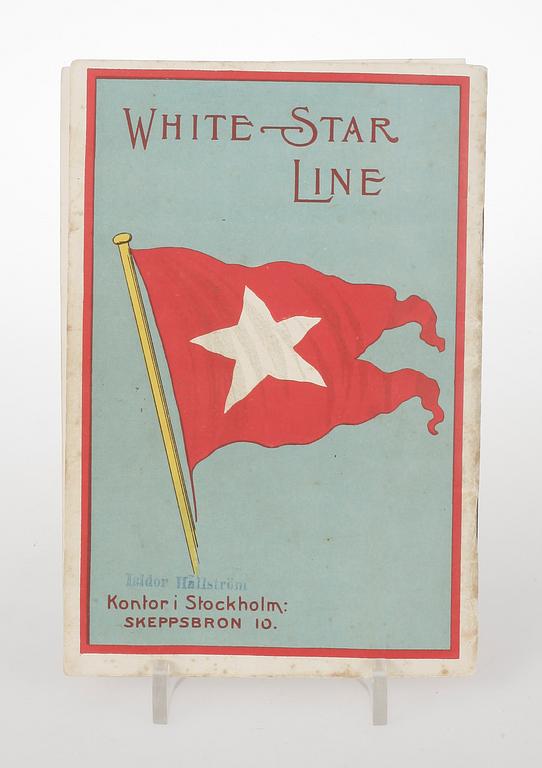 WHITE-STAR
LINE
Isidor Hallström
Kontor i Stockholm:
SKEPPSBRON 10.